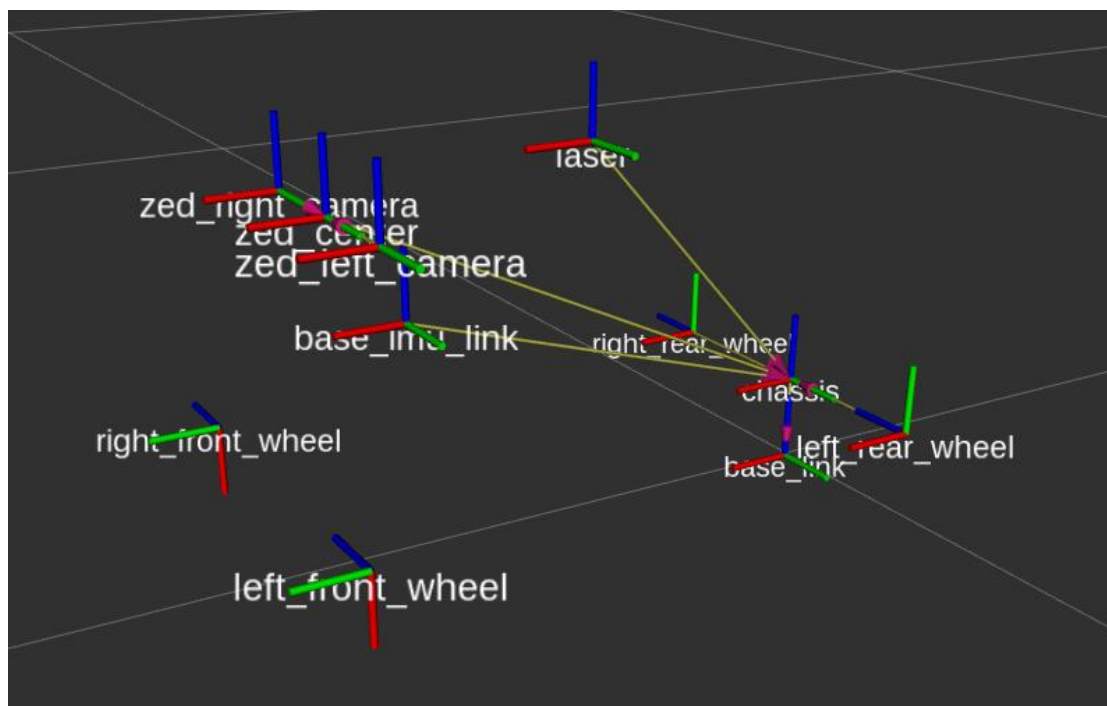 laser
zed_right_camera
zed_center
zed_left_camera
base_imu_link
right_rear_wheel
chassis
right_front_wheel
left_rear_wheel
base_link
left_front_wheel